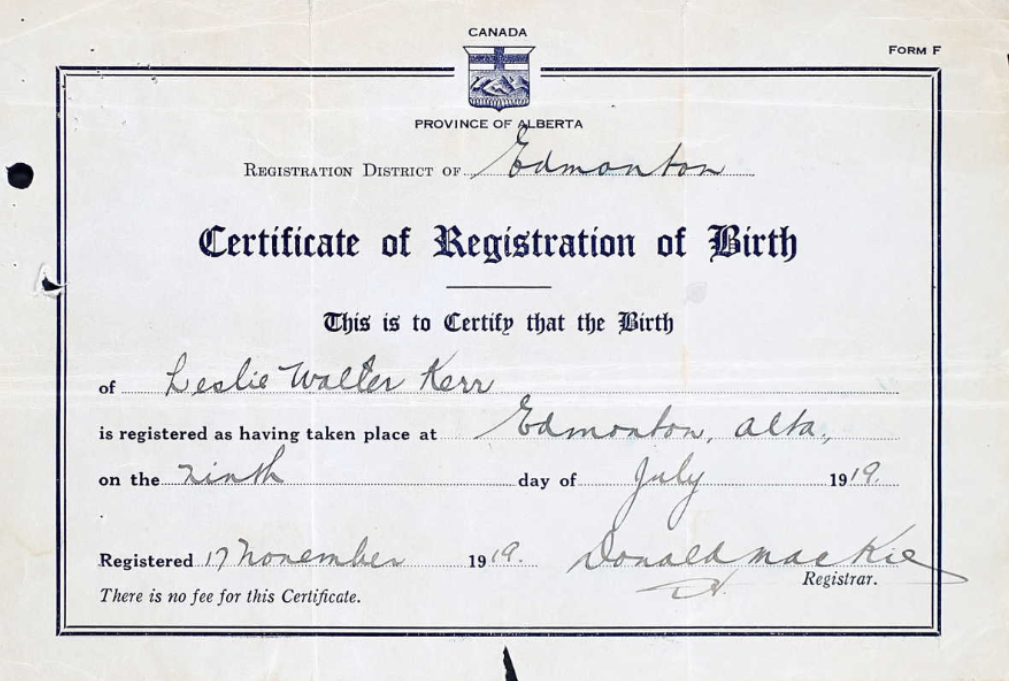 CANADA
FORM F
PROVINCE OF ALBERTA
REGISTRATION DISTRICT OF Edmonton
Certificate of Registration of Birth
This is to Certify that the Birth
of Leslie Walter Kerr
is registered as having taken place at Edmonton, Alta.,
on the ninth day of July 1919.
Registered 17 November 1919. Donald Mackie
Registrar.
There is no fee for this Certificate.